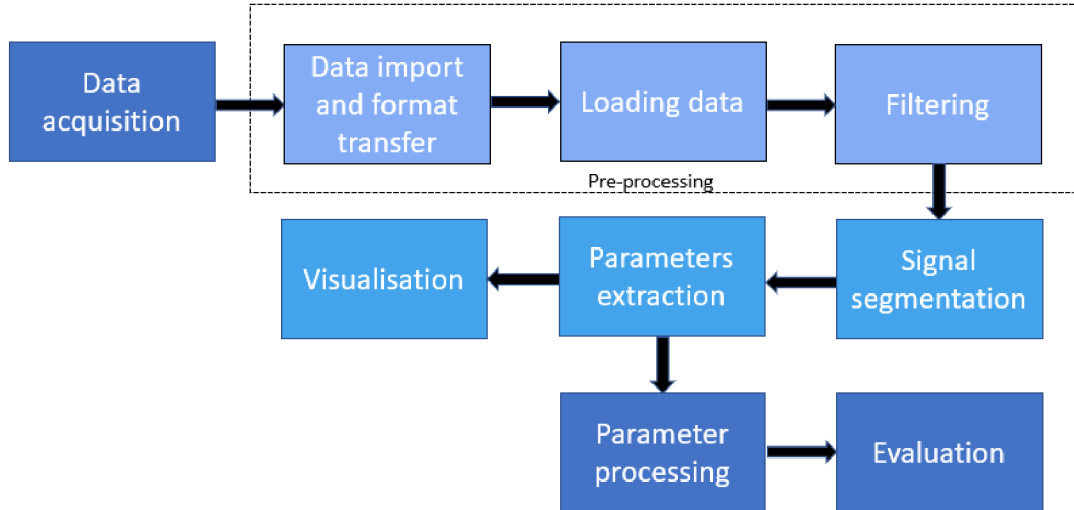 Data
acquisition
Data import
and format
transfer
Loading data
Filtering
Pre-processing
Visualisation
Parameters
extraction
Signal
segmentation
Parameter
processing
Evaluation